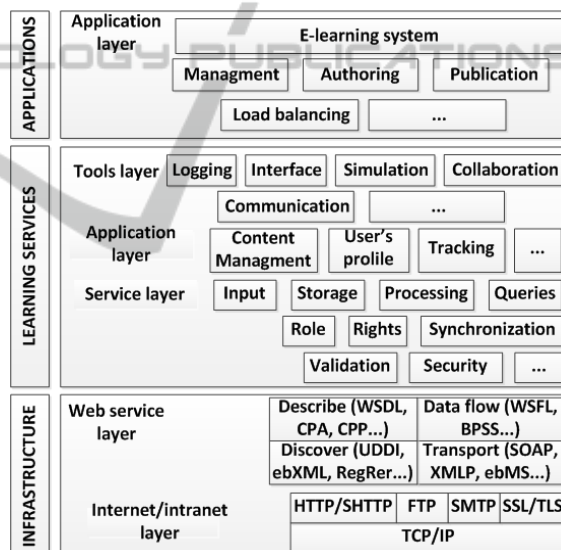 OLOGY PUBLICATIONS
APPLICATIONS
Application
layer
E-learning system
Managment
Authoring
Publication
Load balancing
...
LEARNING SERVICES
Tools layer
Logging
Interface
Simulation
Collaboration
Communication
...
Application
layer
Content
Managment
User's
prolile
Tracking
...
Service layer
Input
Storage
Processing
Queries
Role
Rights
Synchronization
Validation
Security
...
INFRASTRUCTURE
Web service
layer
Describe (WSDL,
CPA, CPP...)
Data flow (WSFL,
BPSS...)
Discover (UDDI,
ebXML, RegRer...)
Transport (SOAP,
XMLP, ebMS...)
Internet/intranet
layer
HTTP/SHTTP
FTP
SMTP
SSL/TLS
TCP/IP